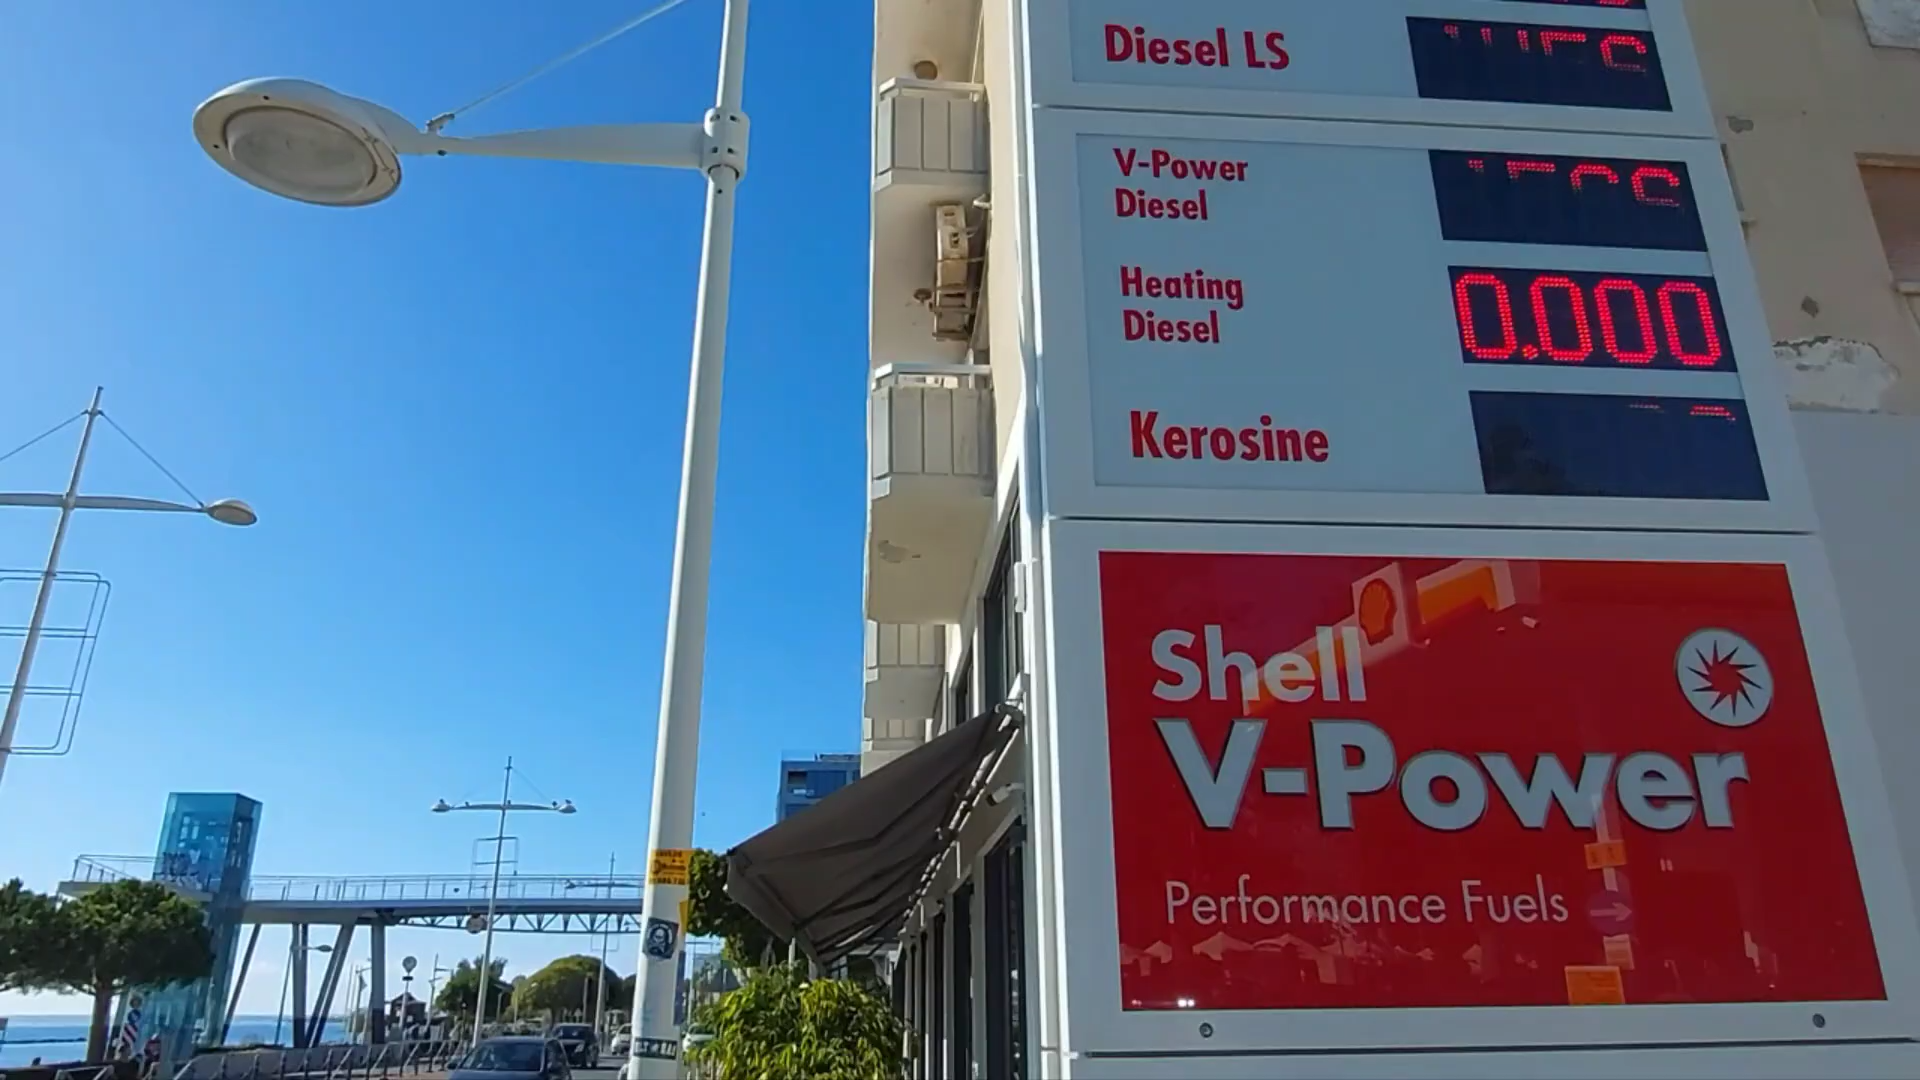 Diesel LS
V-Power
Diesel
Heating
Diesel
0.000
Kerosine
Shell
V-Power
Performance Fuels